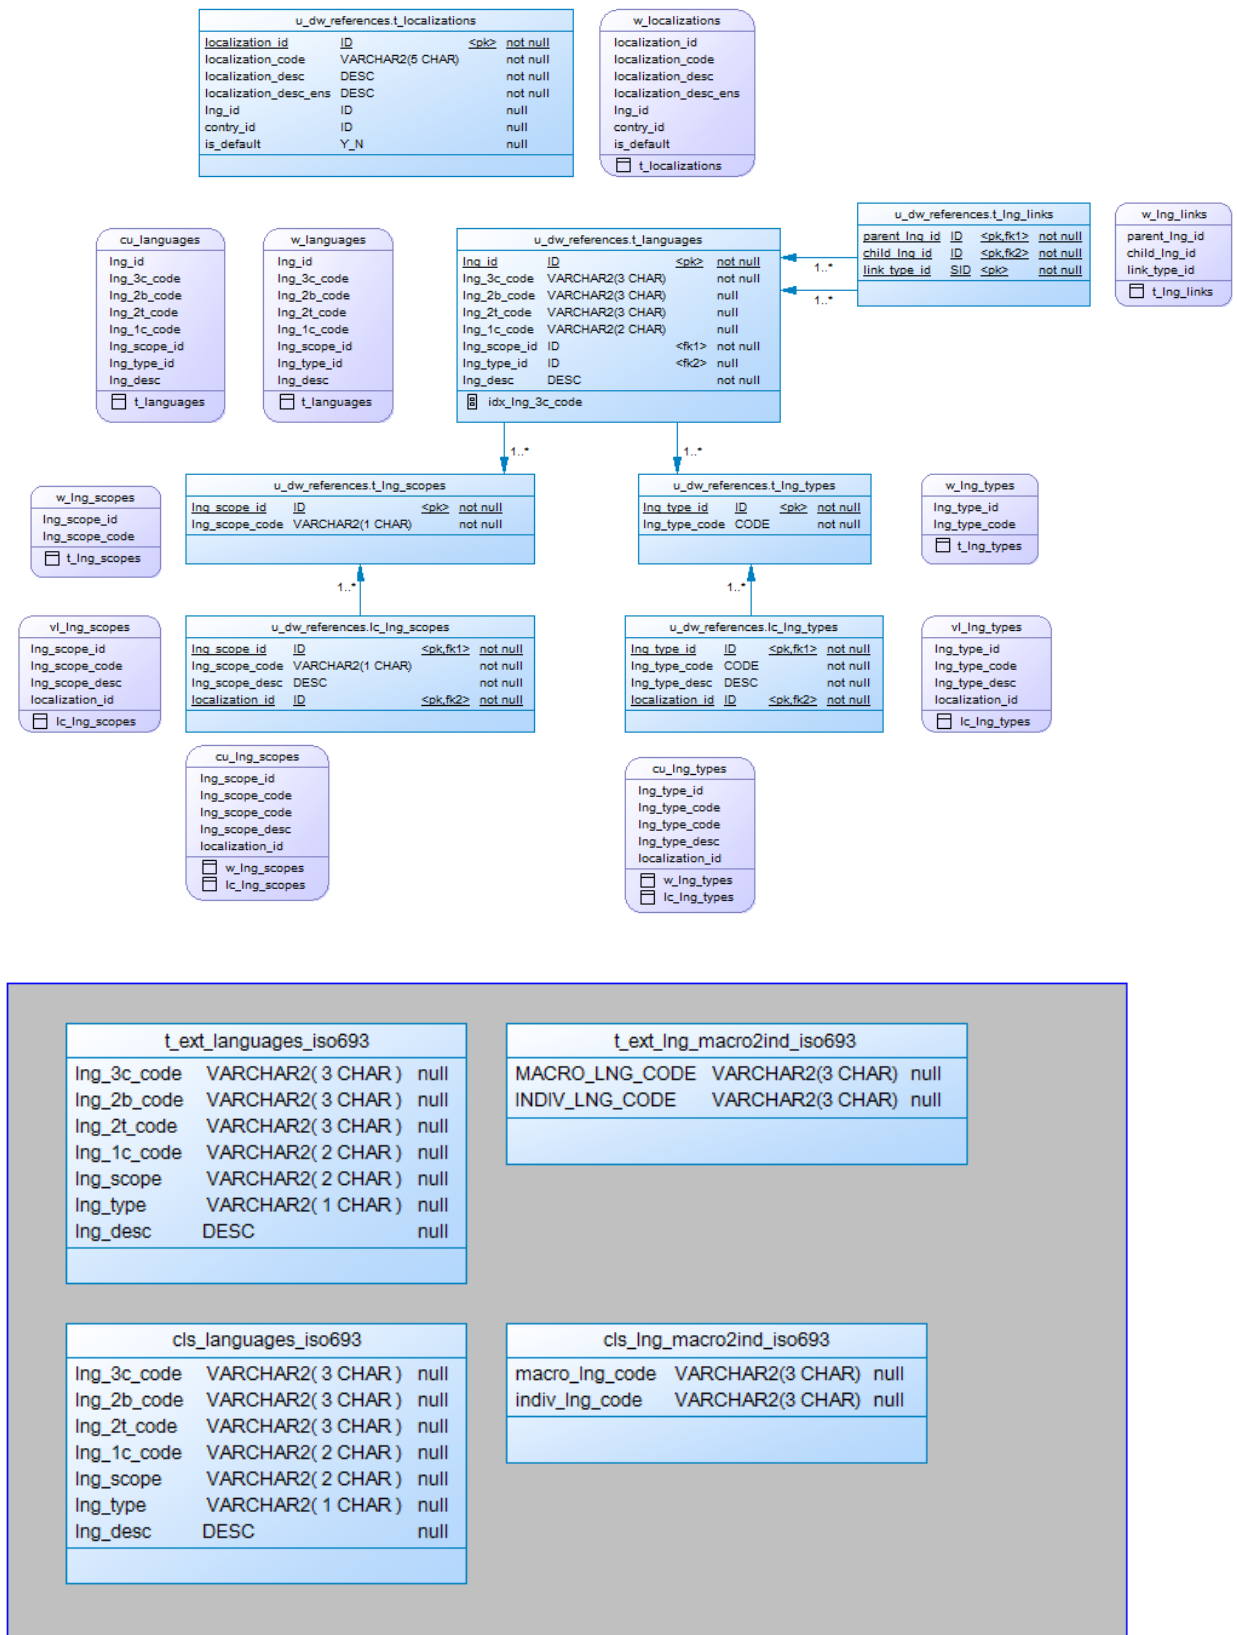 u_dw_references.t_localizations
localization_id ID <pk> not null
localization_code VARCHAR2(5 CHAR) not null
localization_desc DESC not null
localization_desc_ens DESC not null
lng_id ID null
contry_id ID null
is_default Y_N null
w_localizations
localization_id
localization_code
localization_desc
localization_desc_ens
lng_id
contry_id
is_default
t_localizations
cu_languages
lng_id
lng_3c_code
lng_2b_code
lng_2t_code
lng_1c_code
lng_scope_id
lng_type_id
lng_desc
t_languages
w_languages
lng_id
lng_3c_code
lng_2b_code
lng_2t_code
lng_1c_code
lng_scope_id
lng_type_id
lng_desc
t_languages
u_dw_references.t_languages
lng_id ID <pk> not null
lng_3c_code VARCHAR2(3 CHAR) not null
lng_2b_code VARCHAR2(3 CHAR) null
lng_2t_code VARCHAR2(3 CHAR) null
lng_1c_code VARCHAR2(2 CHAR) null
lng_scope_id ID <fk1> not null
lng_type_id ID <fk2> null
lng_desc DESC not null
idx_lng_3c_code
1..*
1..*
u_dw_references.t_lng_links
parent_lng_id ID <pk,fk1> not null
child_lng_id ID <pk,fk2> not null
link_type_id SID <pk> not null
w_lng_links
parent_lng_id
child_lng_id
link_type_id
t_lng_links
1..*
1..*
w_lng_scopes
lng_scope_id
lng_scope_code
t_lng_scopes
u_dw_references.t_lng_scopes
lng_scope_id ID <pk> not null
lng_scope_code VARCHAR2(1 CHAR) not null
u_dw_references.t_lng_types
lng_type_id ID <pk> not null
lng_type_code CODE not null
w_lng_types
lng_type_id
lng_type_code
t_lng_types
1..*
1..*
vl_lng_scopes
lng_scope_id
lng_scope_code
lng_scope_desc
localization_id
lc_lng_scopes
u_dw_references.lc_lng_scopes
lng_scope_id ID <pk,fk1> not null
lng_scope_code VARCHAR2(1 CHAR) not null
lng_scope_desc DESC not null
localization_id ID <pk,fk2> not null
u_dw_references.lc_lng_types
lng_type_id ID <pk,fk1> not null
lng_type_code CODE not null
lng_type_desc DESC not null
localization_id ID <pk,fk2> not null
vl_lng_types
lng_type_id
lng_type_code
lng_type_desc
localization_id
lc_lng_types
cu_lng_scopes
lng_scope_id
lng_scope_code
lng_scope_code
lng_scope_desc
localization_id
w_lng_scopes
lc_lng_scopes
cu_lng_types
lng_type_id
lng_type_code
lng_type_code
lng_type_desc
localization_id
w_lng_types
lc_lng_types
t_ext_languages_iso693
lng_3c_code VARCHAR2( 3 CHAR ) null
lng_2b_code VARCHAR2( 3 CHAR ) null
lng_2t_code VARCHAR2( 3 CHAR ) null
lng_1c_code VARCHAR2( 2 CHAR ) null
lng_scope VARCHAR2( 2 CHAR ) null
lng_type VARCHAR2( 1 CHAR ) null
lng_desc DESC null
t_ext_lng_macro2ind_iso693
MACRO_LNG_CODE VARCHAR2(3 CHAR) null
INDIV_LNG_CODE VARCHAR2(3 CHAR) null
cls_languages_iso693
lng_3c_code VARCHAR2( 3 CHAR ) null
lng_2b_code VARCHAR2( 3 CHAR ) null
lng_2t_code VARCHAR2( 3 CHAR ) null
lng_1c_code VARCHAR2( 2 CHAR ) null
lng_scope VARCHAR2( 2 CHAR ) null
lng_type VARCHAR2( 1 CHAR ) null
lng_desc DESC null
cls_lng_macro2ind_iso693
macro_lng_code VARCHAR2(3 CHAR) null
indiv_lng_code VARCHAR2(3 CHAR) null